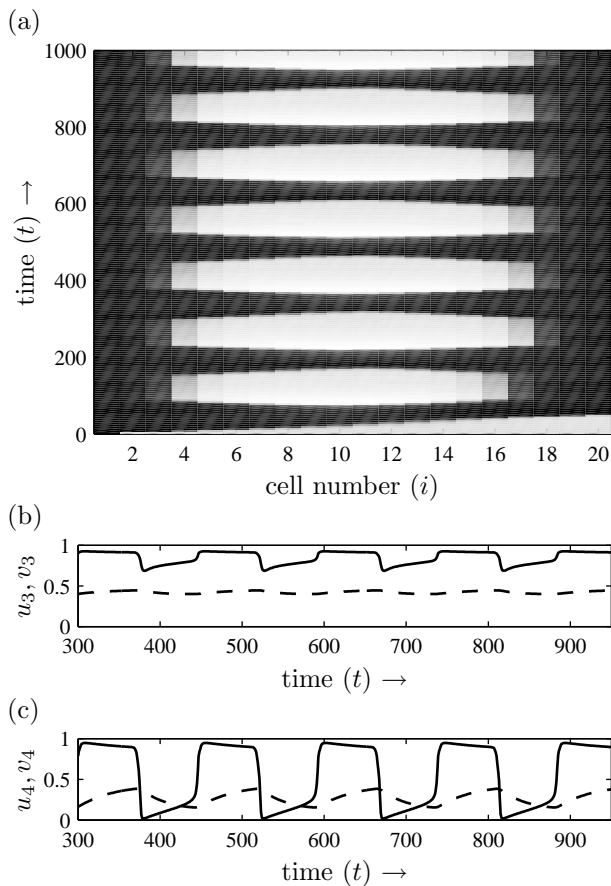 (a)
1000
800
600
400
200
0
time (t) →
2 4 6 8 10 12 14 16 18 20
cell number (i)
(b)
1
0.5
0
u₃, v₃
300 400 500 600 700 800 900
time (t) →
(c)
1
0.5
0
u₄, v₄
300 400 500 600 700 800 900
time (t) →